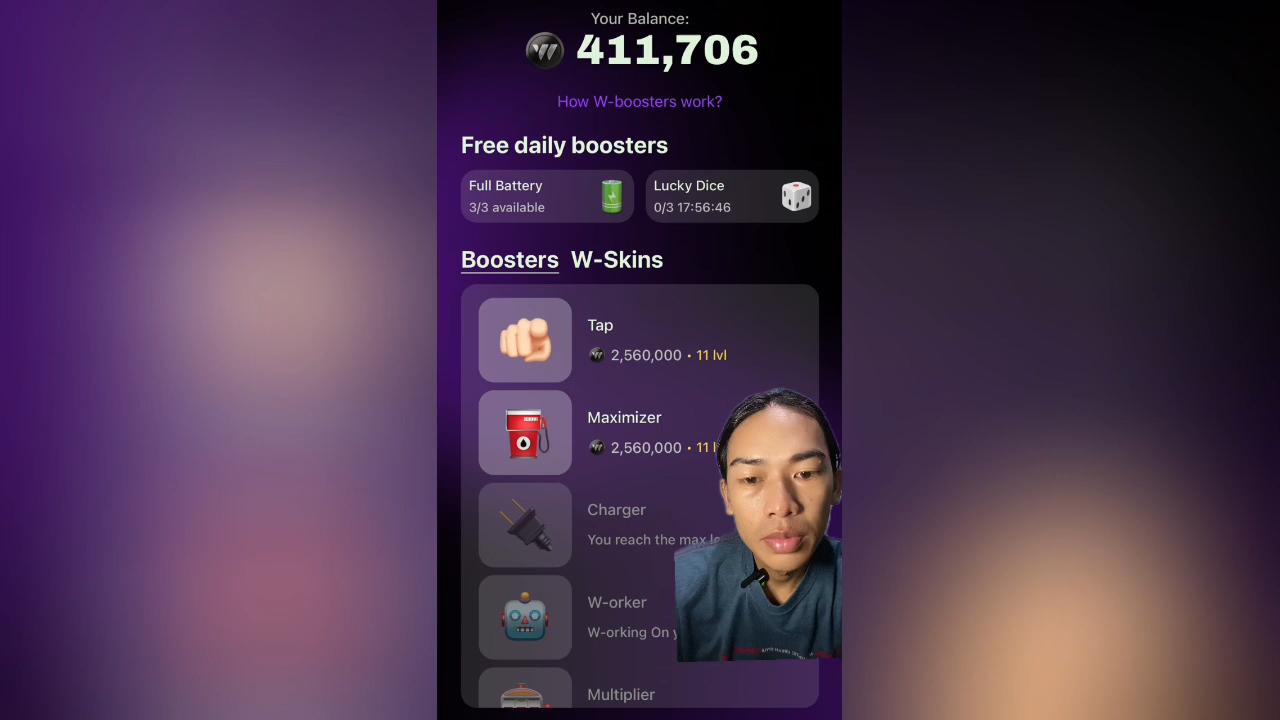 Your Balance:
411,706
How W-boosters work?
Free daily boosters
Full Battery
3/3 available
Lucky Dice
0/3 17:56:46
Boosters W-Skins
Tap
2,560,000 • 11 lvl
Maximizer
2,560,000 • 11
Charger
You reach the max
W-orker
W-orking On
Multiplier